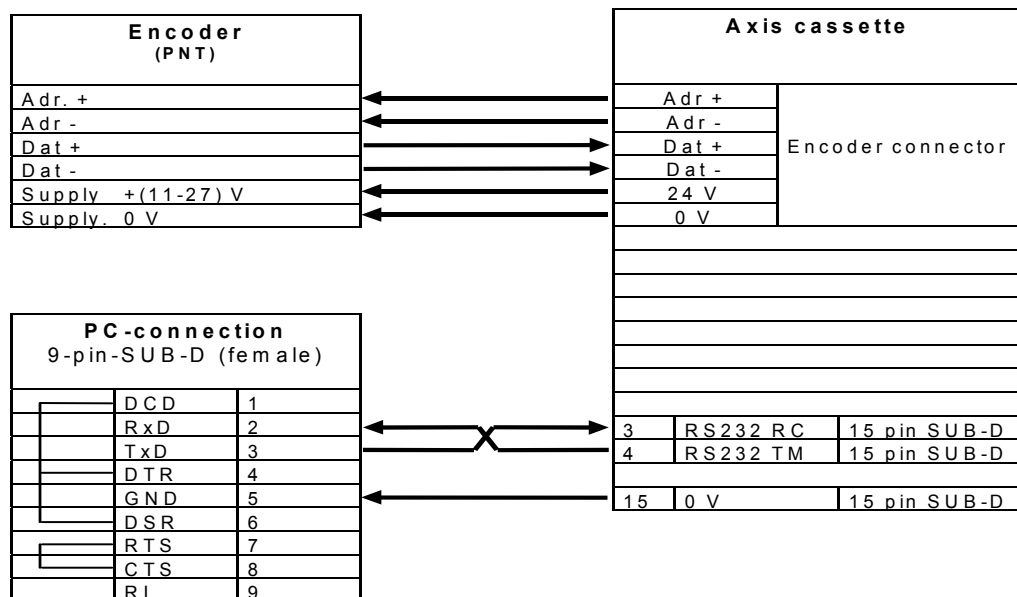 Encoder
(PNT)
Adr. +
Adr -
Dat +
Dat -
Supply +(11-27) V
Supply. 0 V
Axis cassette
Adr +
Adr -
Dat +
Dat -
24 V
0 V
Encoder connector
PC-connection
9-pin-SUB-D (female)
DCD 1
RxD 2
TxD 3
DTR 4
GND 5
DSR 6
RTS 7
CTS 8
RI 9
3 RS232 RC 15 pin SUB-D
4 RS232 TM 15 pin SUB-D
15 0 V 15 pin SUB-D